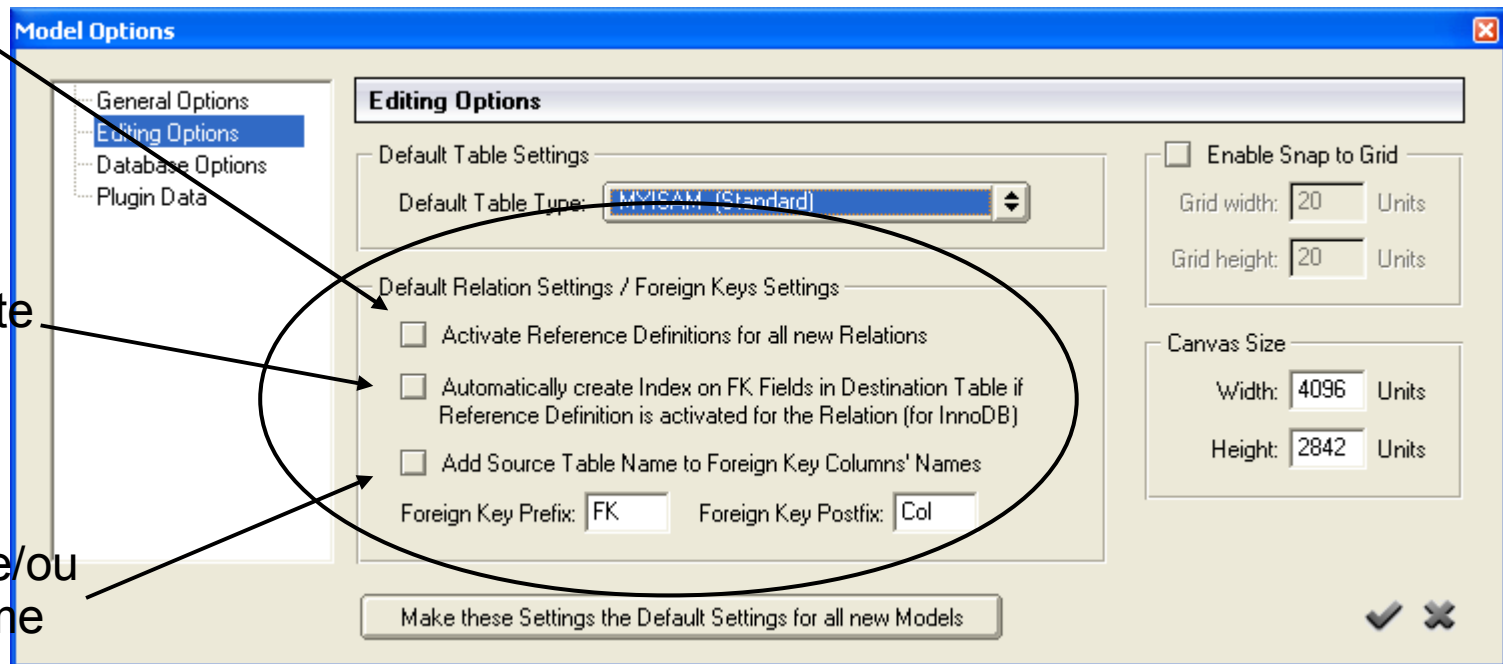 Model Options
General Options
Editing Options
Database Options
Plugin Data
Editing Options
Default Table Settings
Default Table Type: MYISAM (Standard)
Default Relation Settings / Foreign Keys Settings
Activate Reference Definitions for all new Relations
Automatically create Index on FK Fields in Destination Table if
Reference Definition is activated for the Relation (for InnoDB)
Add Source Table Name to Foreign Key Columns' Names
Foreign Key Prefix: FK Foreign Key Postfix: Col
Enable Snap to Grid
Grid width: 20 Units
Grid height: 20 Units
Canvas Size
Width: 4096 Units
Height: 2842 Units
Make these Settings the Default Settings for all new Models
e/ou